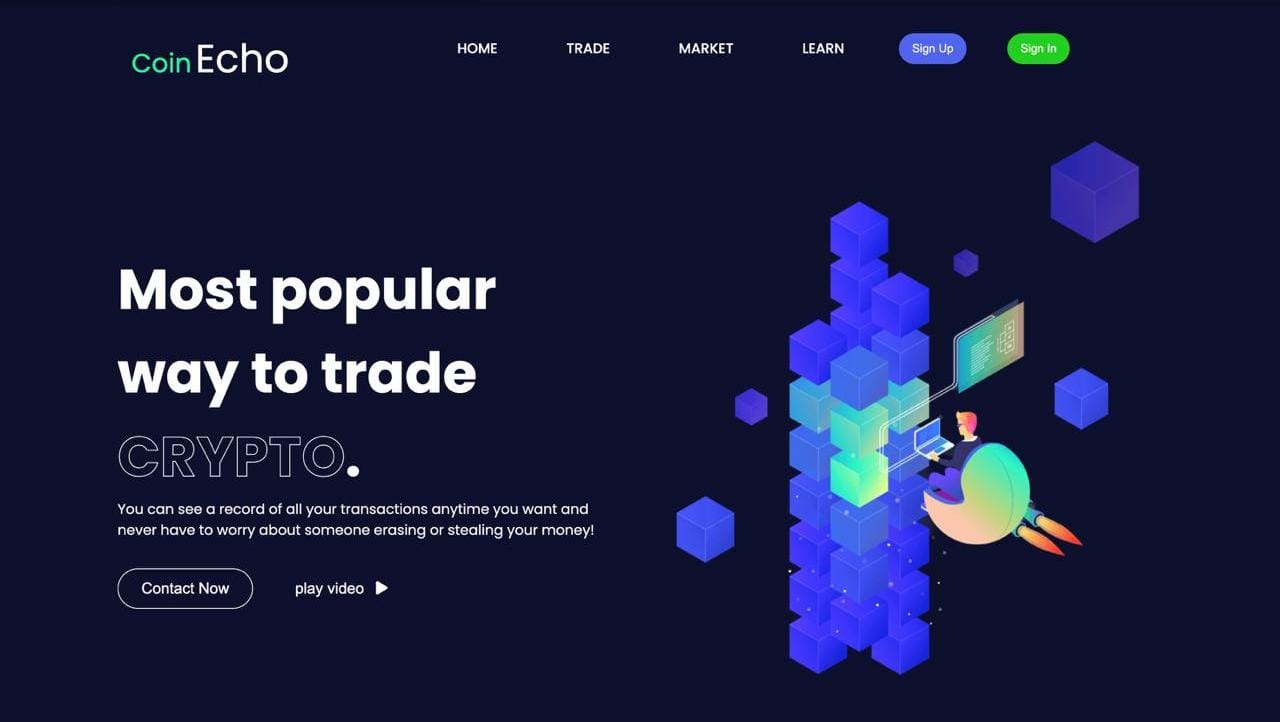 Coin Echo
HOME TRADE MARKET LEARN Sign Up Sign In
Most popular
way to trade
CRYPTO.
You can see a record of all your transactions anytime you want and
never have to worry about someone erasing or stealing your money!
Contact Now play video